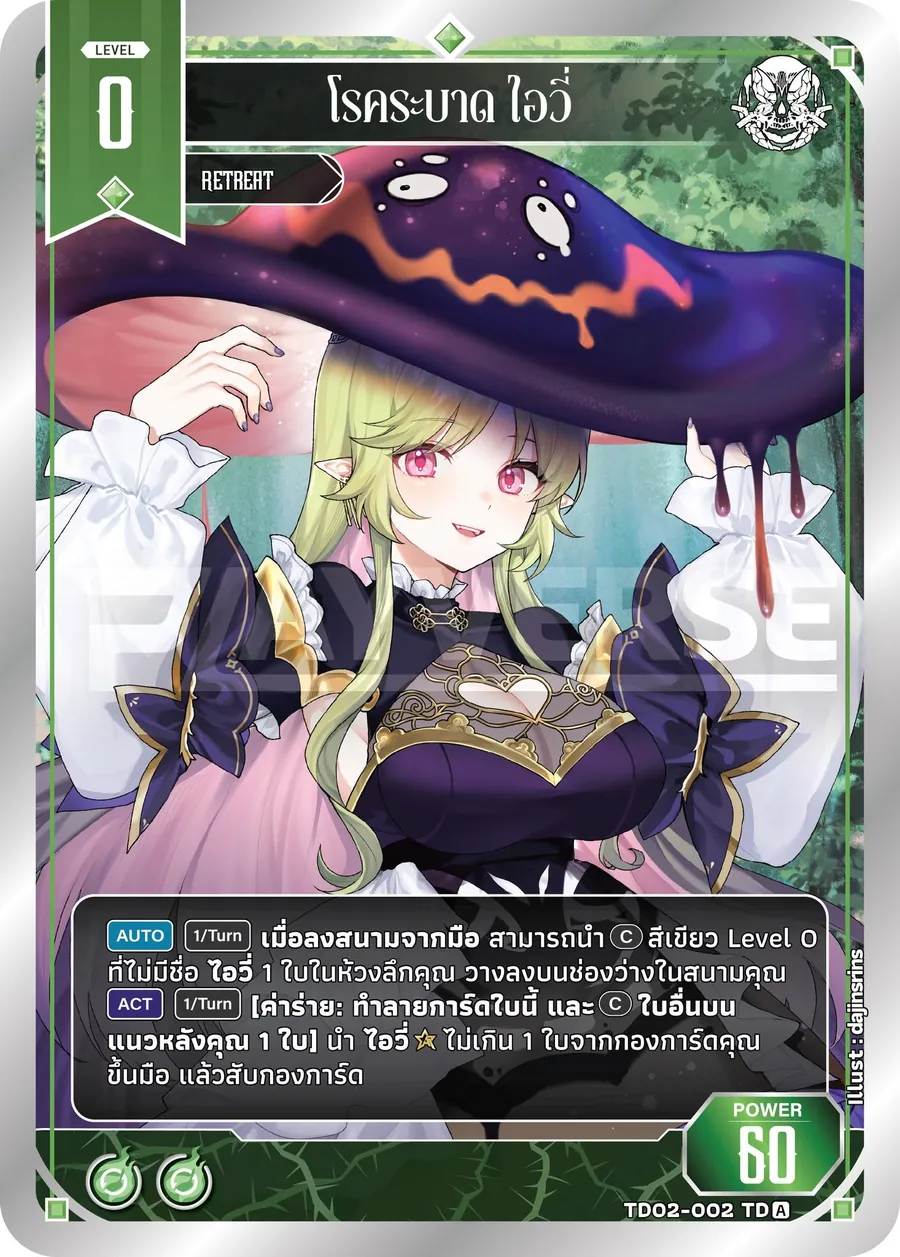 LEVEL
0
โรคระบาด ไอวี่
RETREAT
PLAYVERSE
AUTO 1/Turn เมื่อลงสนามจากมือ สามารถนำ C สีเขียว Level 0
ที่ไม่มีชื่อ ไอวี่ 1 ใบในห้วงลึกคุณ วางลงบนช่องว่างในสนามคุณ
ACT 1/Turn [ค่าร่าย: ทำลายการ์ดใบนี้ และ C ใบอื่นบน
แนวหลังคุณ 1 ใบ] นำ ไอวี่ ไม่เกิน 1 ใบจากกองการ์ดคุณ
ขึ้นมือ แล้วสับกองการ์ด
Illust : dajinsrins
POWER
60
TD02-002 TD A